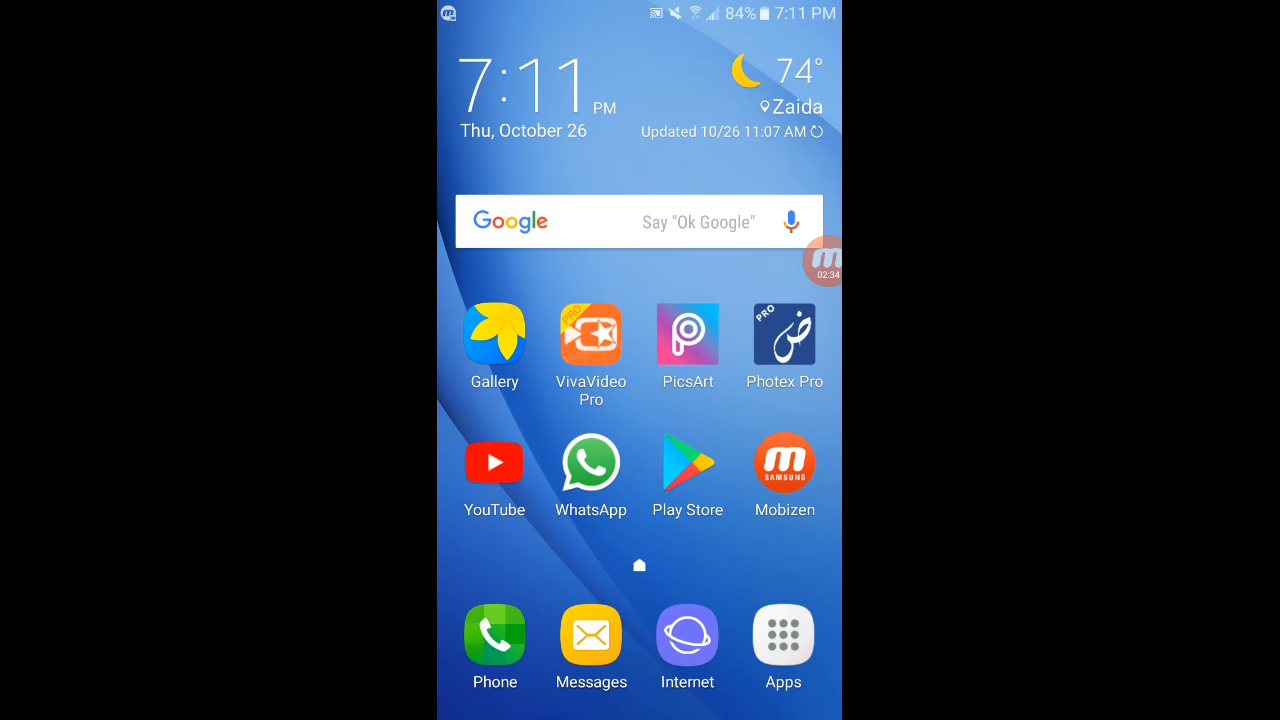 84% 7:11 PM
7:11 PM
74°
Zaida
Thu, October 26
Updated 10/26 11:07 AM
Google Say "Ok Google"
02:34
PRO
PRO
ض
Gallery VivaVideo Pro PicsArt Photex Pro
SAMSUNG
YouTube WhatsApp Play Store Mobizen
Phone Messages Internet Apps